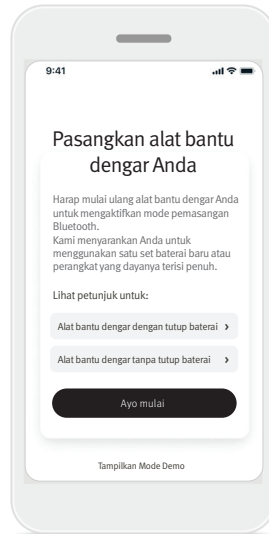 9:41
Pasangkan alat bantu
dengar Anda
Harap mulai ulang alat bantu dengar Anda
untuk mengaktifkan mode pemasangan
Bluetooth.
Kami menyarankan Anda untuk
menggunakan satu set baterai baru atau
perangkat yang dayanya terisi penuh.
Lihat petunjuk untuk:
Alat bantu dengar dengan tutup baterai
Alat bantu dengar tanpa tutup baterai
Ayo mulai
Tampilkan Mode Demo